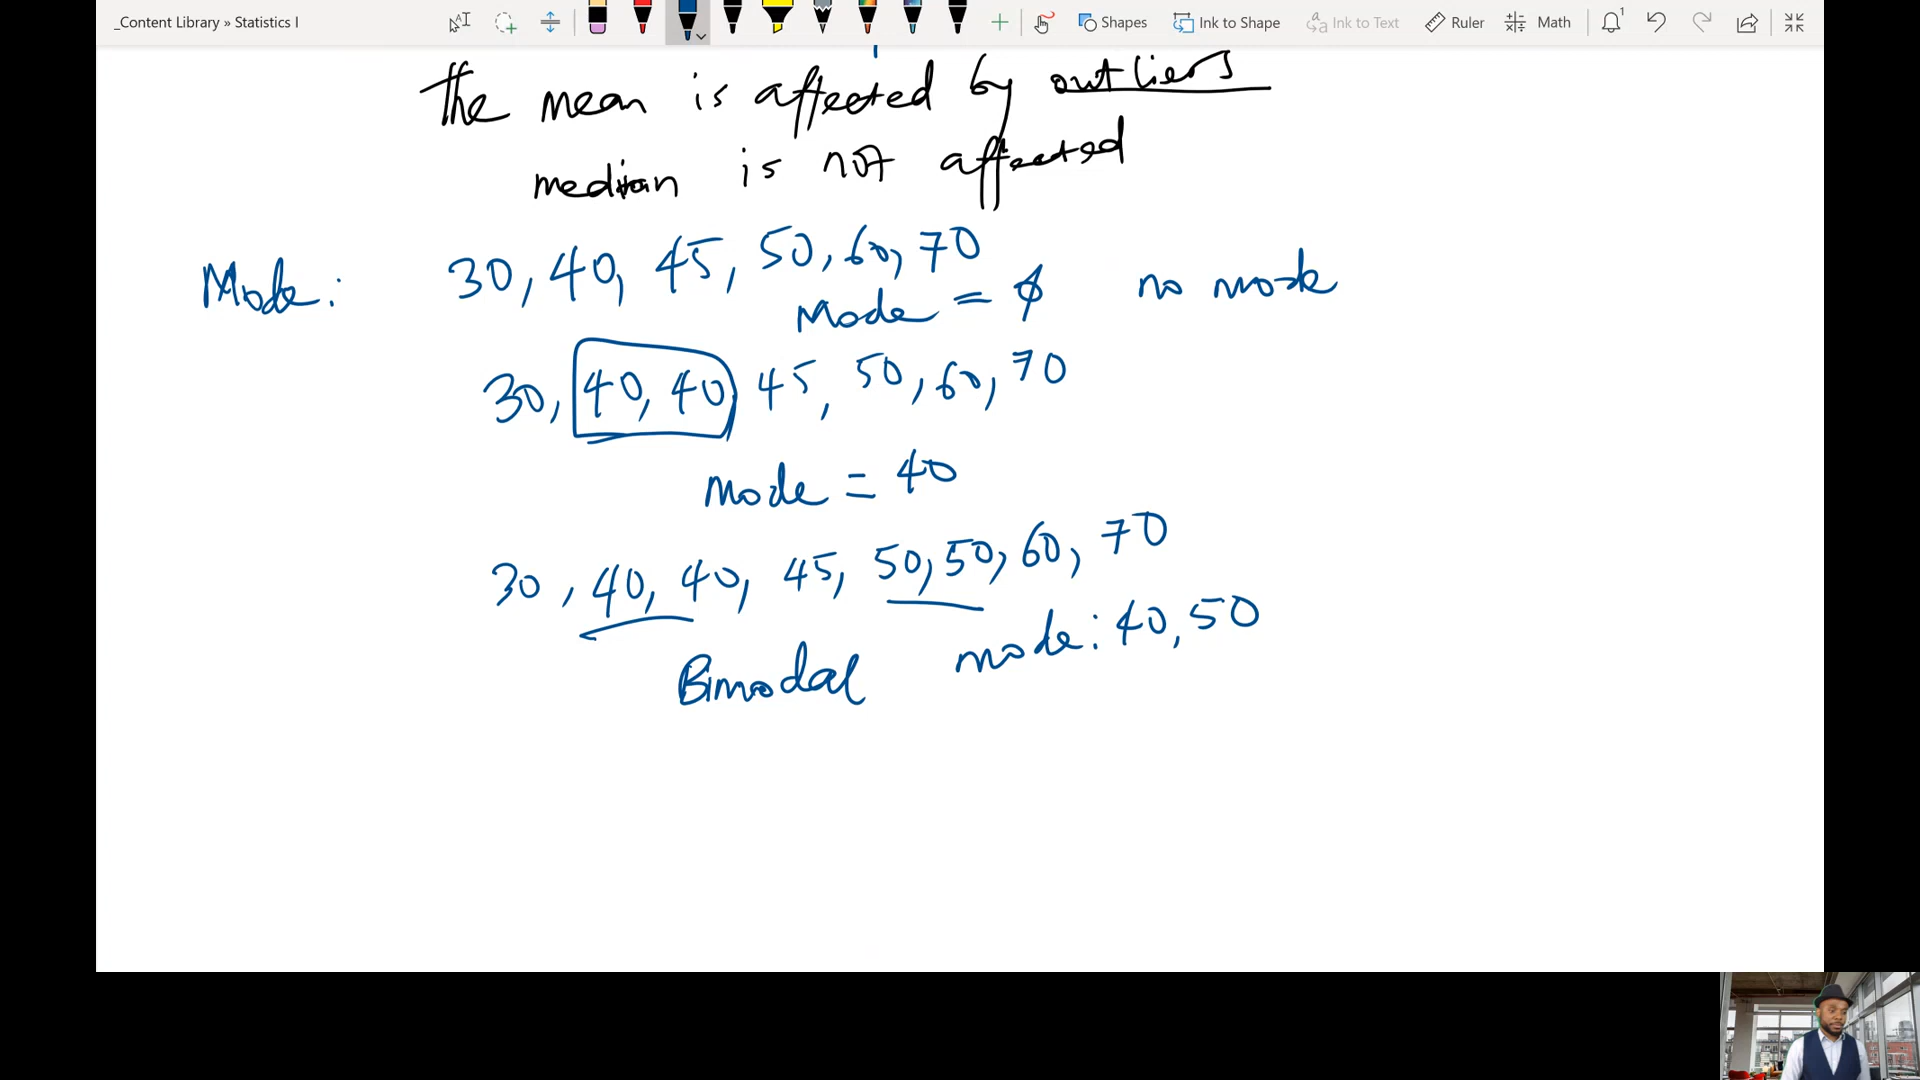 _Content Library » Statistics I
Shapes Ink to Shape Ink to Text Ruler Math 1
The mean is affected by outliers
median is not affected
Mode: 30, 40, 45, 50, 60, 70
Mode = ϕ no mode
30, 40, 40, 45, 50, 60, 70
mode = 40
30, 40, 40, 45, 50, 50, 60, 70
Bimodal mode: 40, 50